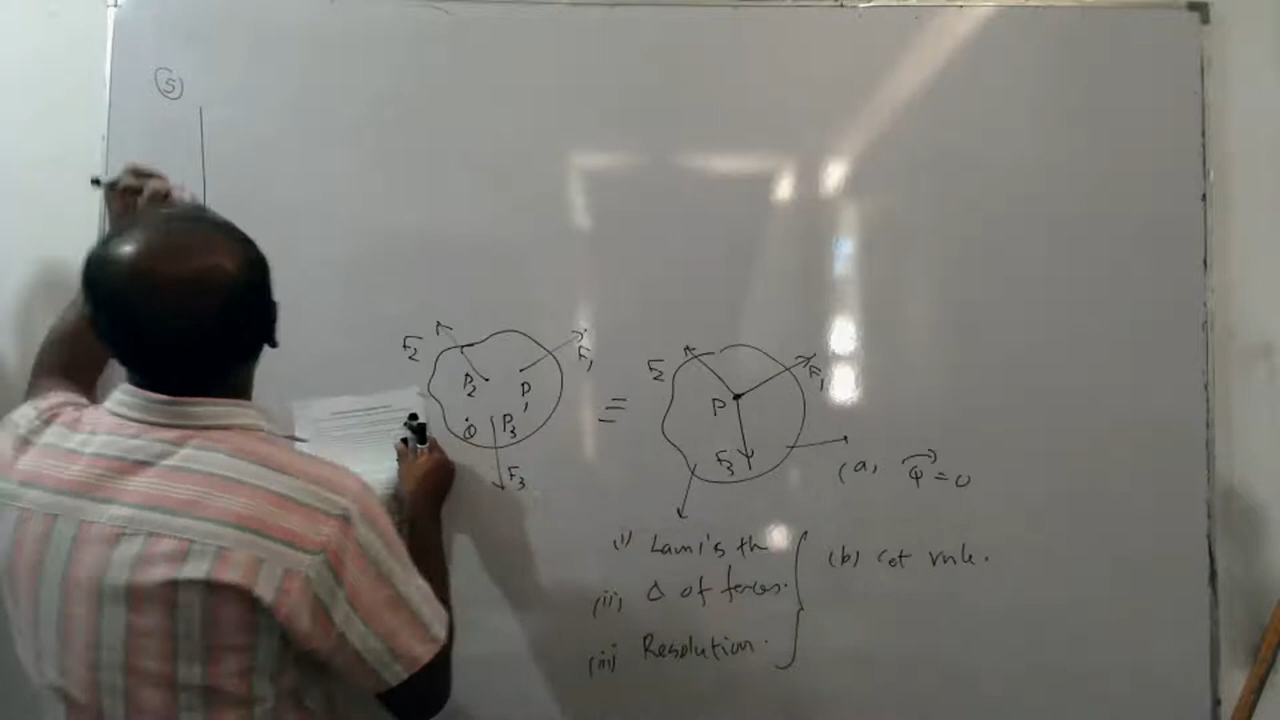 5
F₂
F₁
P₂
P₁
Q
P₃
F₃
=
F₂
F₁
P
F₃
(a) Q = 0
(i) Lami's th
(ii) Δ of forces.
(iii) Resolution.
(b) cot rule.